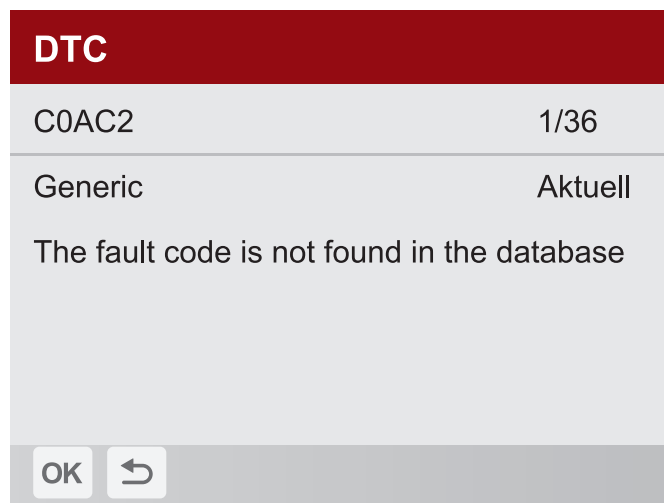 DTC
C0AC2 1/36
Generic Aktuell
The fault code is not found in the database
OK